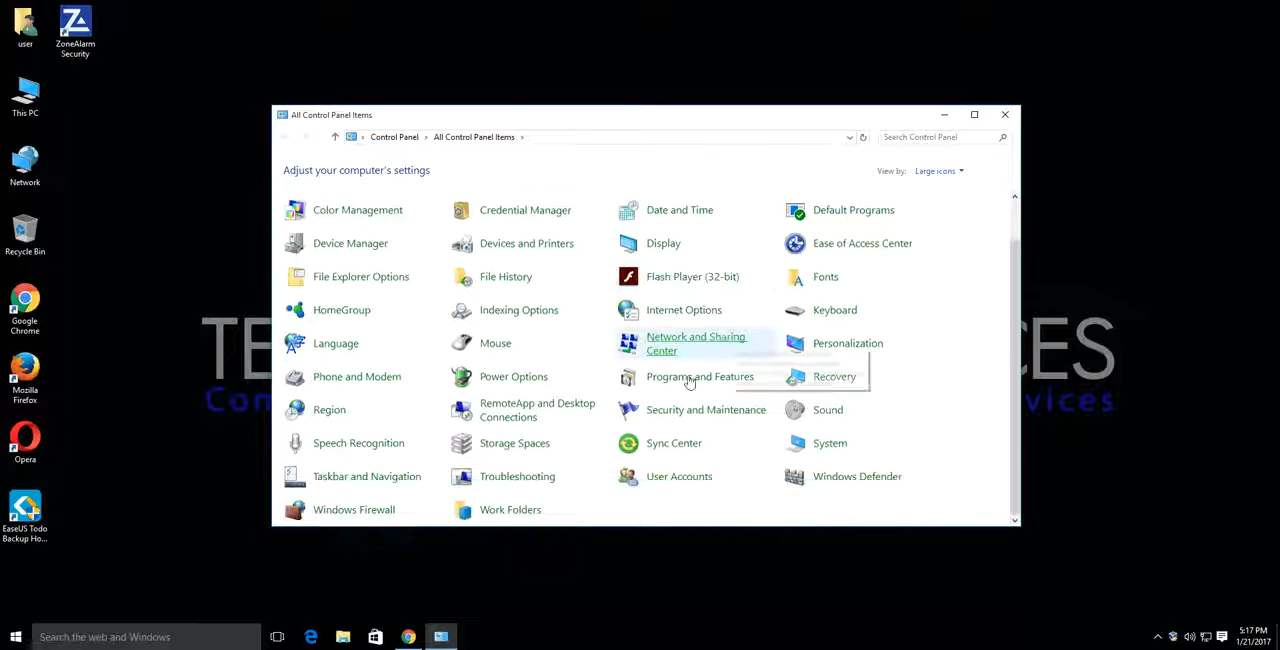 user
ZoneAlarm
Security
This PC
Network
Recycle Bin
Google
Chrome
Mozilla
Firefox
Opera
EaseUS Todo
Backup Ho...
All Control Panel Items
Control Panel › All Control Panel Items ›
Search Control Panel
Adjust your computer's settings
View by: Large icons
Color Management
Credential Manager
Date and Time
Default Programs
Device Manager
Devices and Printers
Display
Ease of Access Center
File Explorer Options
File History
Flash Player (32-bit)
Fonts
HomeGroup
Indexing Options
Internet Options
Keyboard
Language
Mouse
Network and Sharing
Center
Personalization
Phone and Modem
Power Options
Programs and Features
Recovery
Region
RemoteApp and Desktop
Connections
Security and Maintenance
Sound
Speech Recognition
Storage Spaces
Sync Center
System
Taskbar and Navigation
Troubleshooting
User Accounts
Windows Defender
Windows Firewall
Work Folders
Search the web and Windows
5:17 PM
1/21/2017